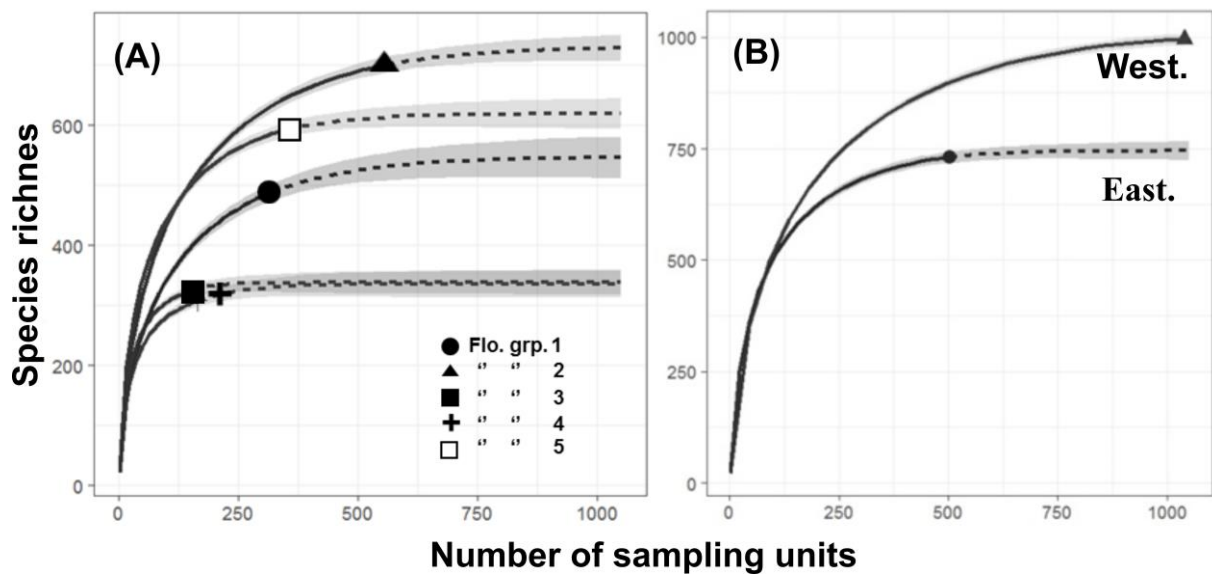 (A)
Species richnes
600
400
200
0
Flo. grp. 1
“ ” 2
“ ” 3
“ ” 4
“ ” 5
0 250 500 750 1000
(B)
1000
750
500
250
0
West.
East.
0 250 500 750 1000
Number of sampling units